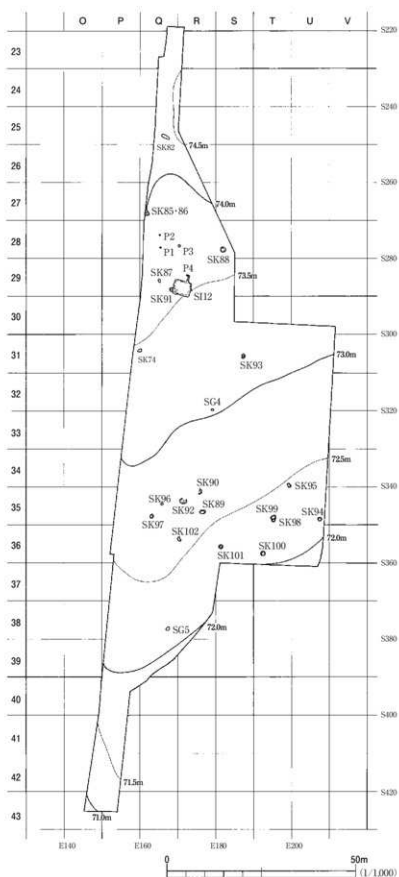 O P Q R S T U V
S220
23
24
S240
25
SK82
74.5m
26
S260
74.0m
27
SK85·86
P2
28
P1 P3
SK88
S280
SK87 P4
73.5m
29
SK91 SI12
30
S300
SK74
SK93
73.0m
31
32
SG4
S320
33
72.5m
34
SK90
SK95
S340
SK96
SK89
35
SK92
SK99 SK94
SK97
SK98
SK102
72.0m
36
SK101 SK100
S360
37
38
SG5
72.0m
S380
39
40
S400
41
71.5m
42
S420
71.0m
43
E140 E160 E180 E200
0 50m
(1/1,000)